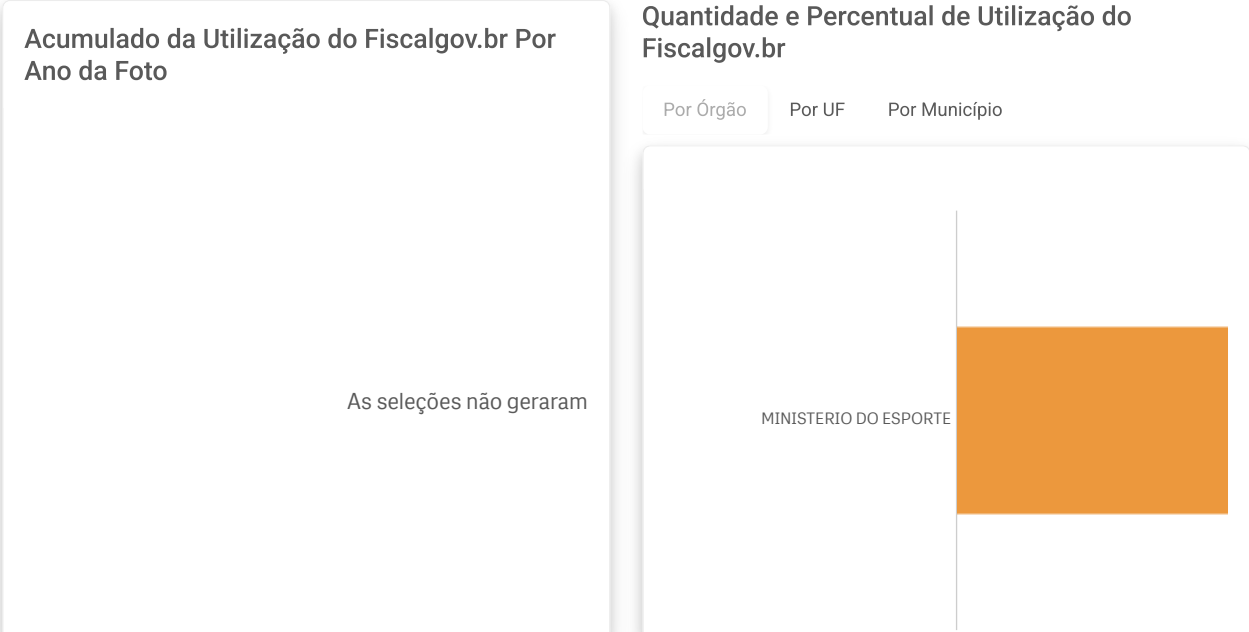 Acumulado da Utilização do Fiscalgov.br Por
Ano da Foto
As seleções não geraram
Quantidade e Percentual de Utilização do
Fiscalgov.br
Por Órgão
Por UF
Por Município
MINISTERIO DO ESPORTE